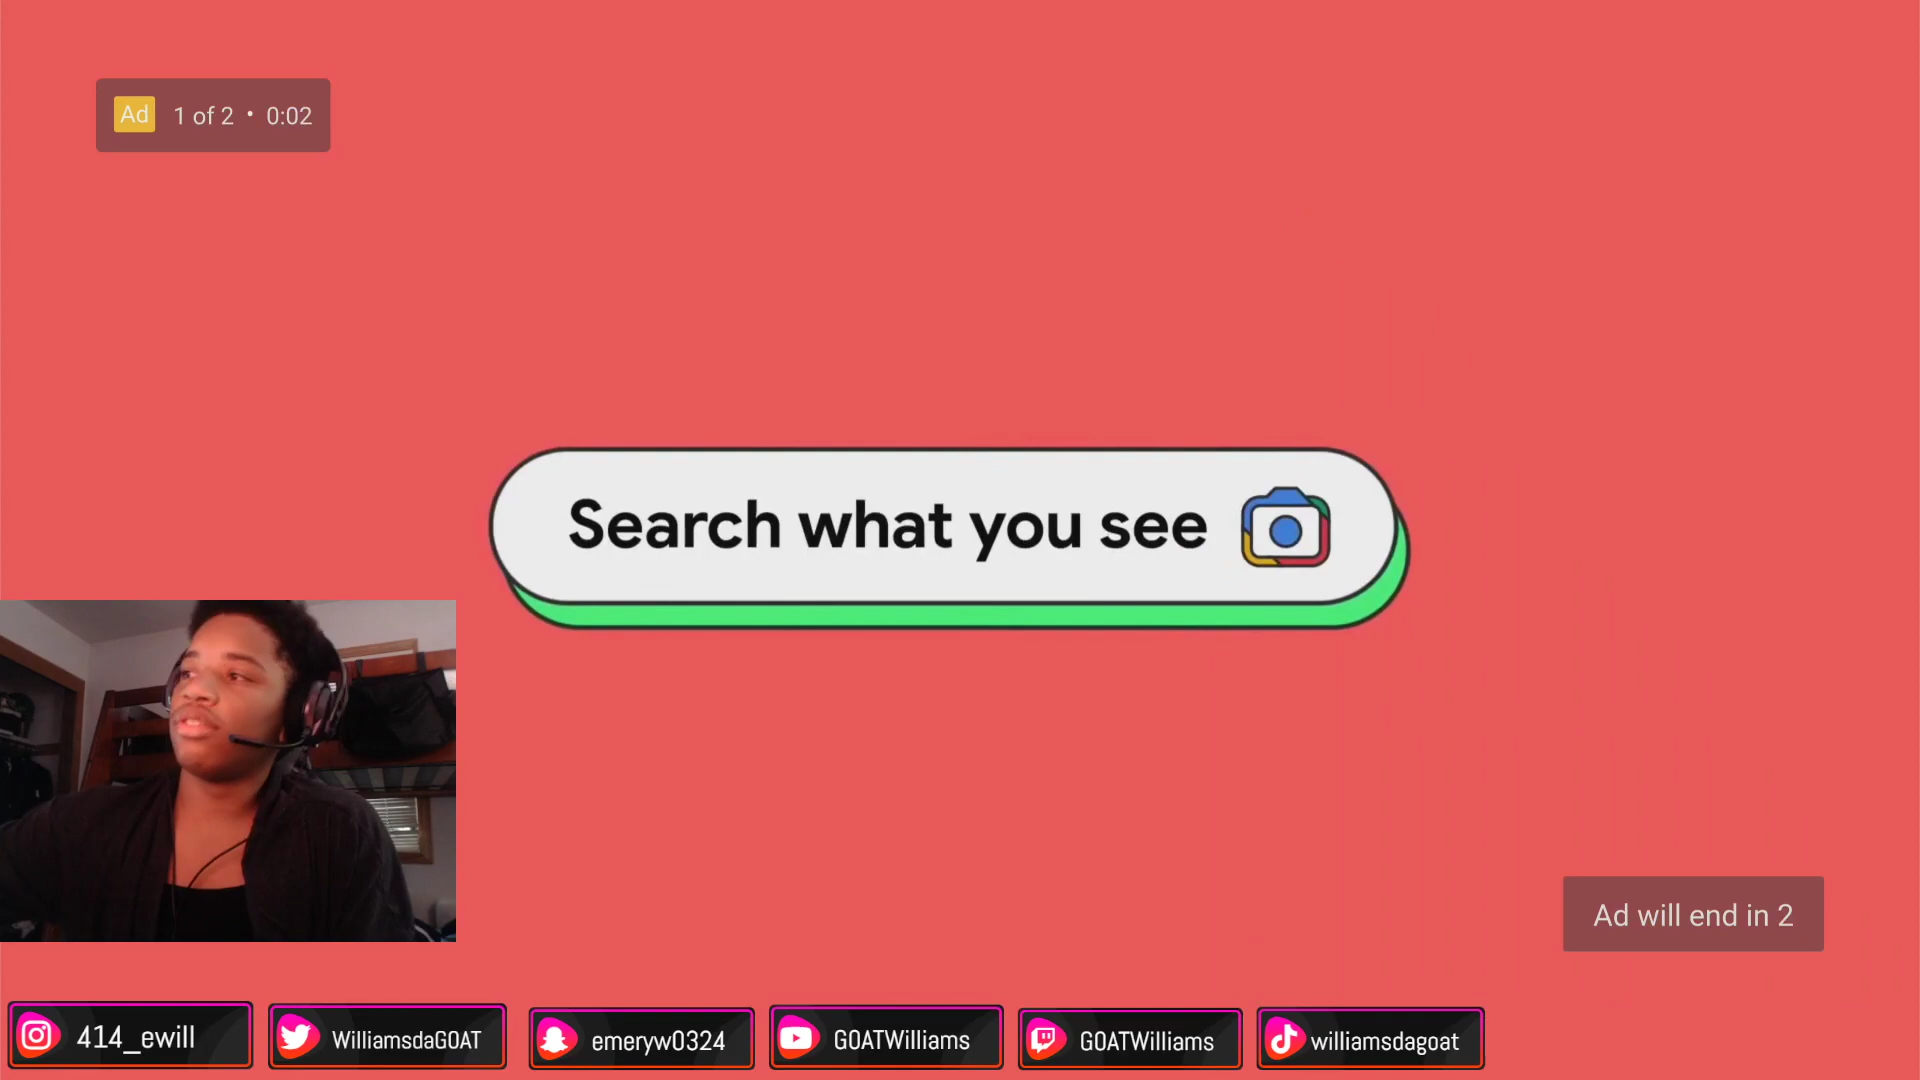 Ad 1 of 2 • 0:02
Search what you see
Ad will end in 2
414_ewill
WilliamsdaGOAT
emeryw0324
GOATWilliams
GOATWilliams
williamsdagoat